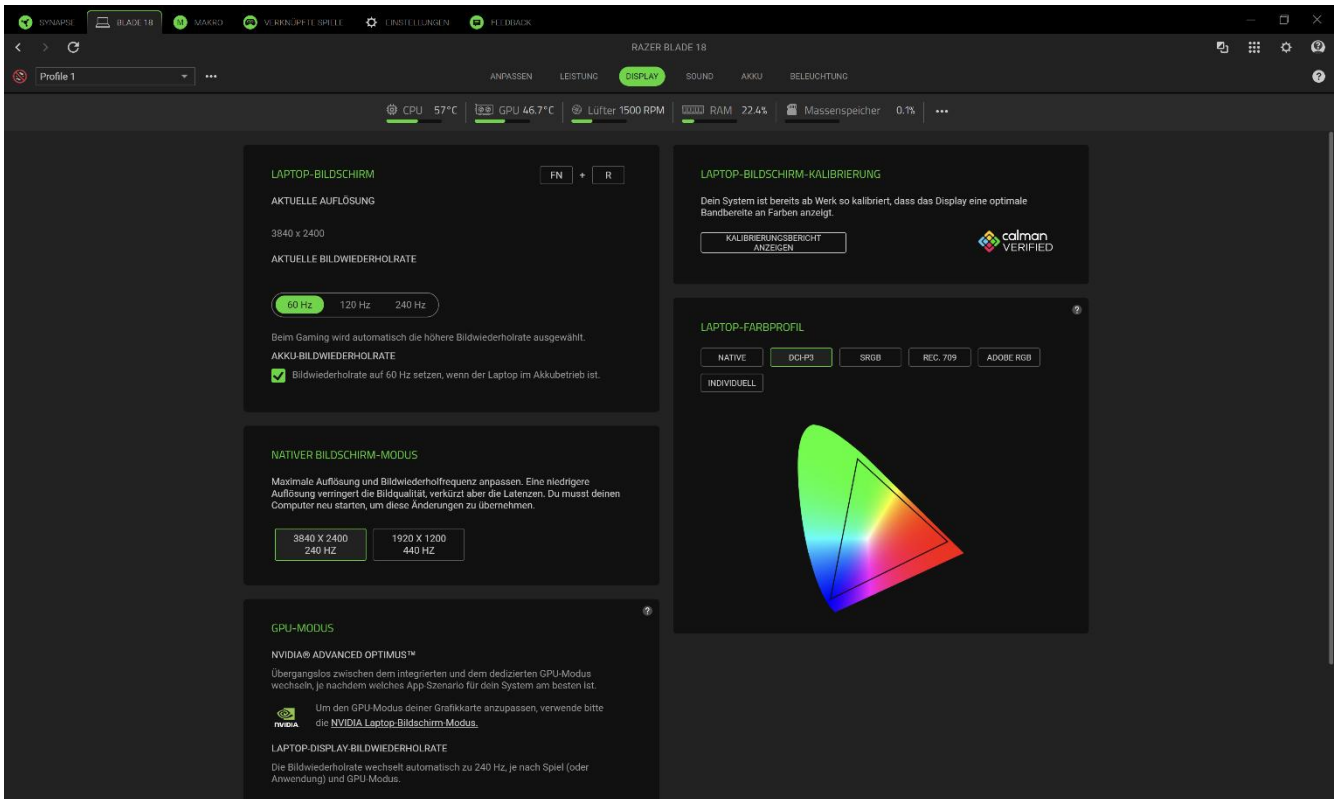 SYNAPSE
BLADE 18
M
MAKRO
VERKNÜPFTE SPIELE
EINSTELLUNGEN
FEEDBACK
RAZER BLADE 18
Profile 1
ANPASSEN
LEISTUNG
DISPLAY
SOUND
AKKU
BELEUCHTUNG
CPU 57°C
GPU 46.7°C
Lüfter 1500 RPM
RAM 22.4%
Massenspeicher 0.1%
LAPTOP-BILDSCHIRM
FN + R
AKTUELLE AUFLÖSUNG
3840 x 2400
AKTUELLE BILDWIEDERHOLRATE
60 Hz
120 Hz
240 Hz
Beim Gaming wird automatisch die höhere Bildwiederholrate ausgewählt.
AKKU-BILDWIEDERHOLRATE
Bildwiederholrate auf 60 Hz setzen, wenn der Laptop im Akkubetrieb ist.
NATIVER BILDSCHIRM-MODUS
Maximale Auflösung und Bildwiederholfrequenz anpassen. Eine niedrigere
Auflösung verringert die Bildqualität, verkürzt aber die Latenzen. Du musst deinen
Computer neu starten, um diese Änderungen zu übernehmen.
3840 X 2400
240 HZ
1920 X 1200
440 HZ
GPU-MODUS
?
NVIDIA® ADVANCED OPTIMUS™
Übergangslos zwischen dem integrierten und dem dedizierten GPU-Modus
wechseln, je nachdem welches App-Szenario für dein System am besten ist.
NVIDIA.
Um den GPU-Modus deiner Grafikkarte anzupassen, verwende bitte
die NVIDIA Laptop-Bildschirm-Modus.
LAPTOP-DISPLAY-BILDWIEDERHOLRATE
Die Bildwiederholrate wechselt automatisch zu 240 Hz, je nach Spiel (oder
Anwendung) und GPU-Modus.
LAPTOP-BILDSCHIRM-KALIBRIERUNG
Dein System ist bereits ab Werk so kalibriert, dass das Display eine optimale
Bandbereite an Farben anzeigt.
KALIBRIERUNGSBERICHT
ANZEIGEN
calman
VERIFIED
?
LAPTOP-FARBPROFIL
NATIVE
DCI-P3
SRGB
REC. 709
ADOBE RGB
INDIVIDUELL